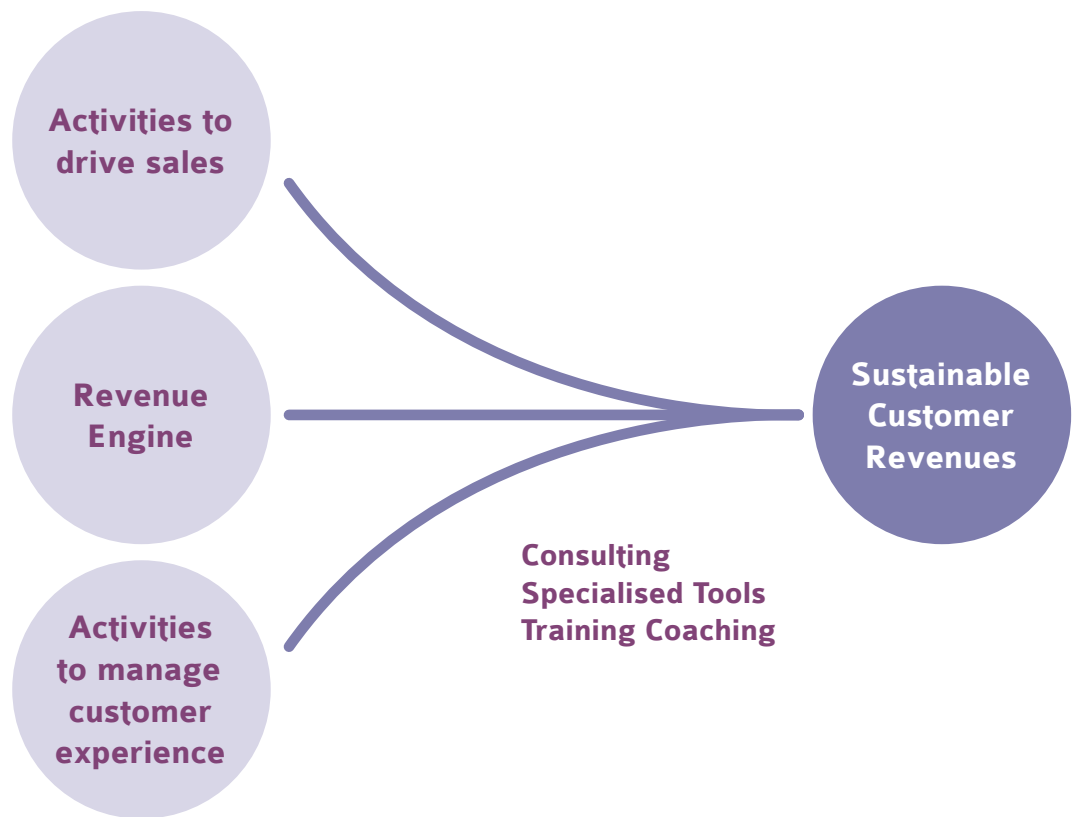 Activities to
drive sales
Revenue
Engine
Activities
to manage
customer
experience
Consulting
Specialised Tools
Training Coaching
Sustainable
Customer
Revenues